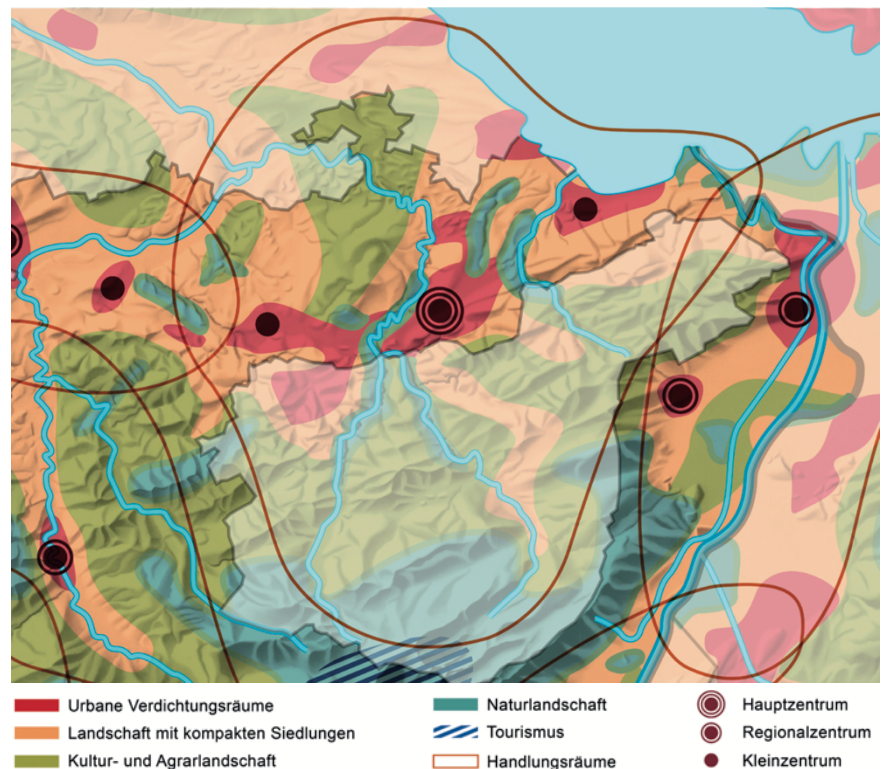 Urbane Verdichtungsräume
Landschaft mit kompakten Siedlungen
Kultur- und Agrarlandschaft
Naturlandschaft
Tourismus
Handlungsräume
Hauptzentrum
Regionalzentrum
Kleinzentrum